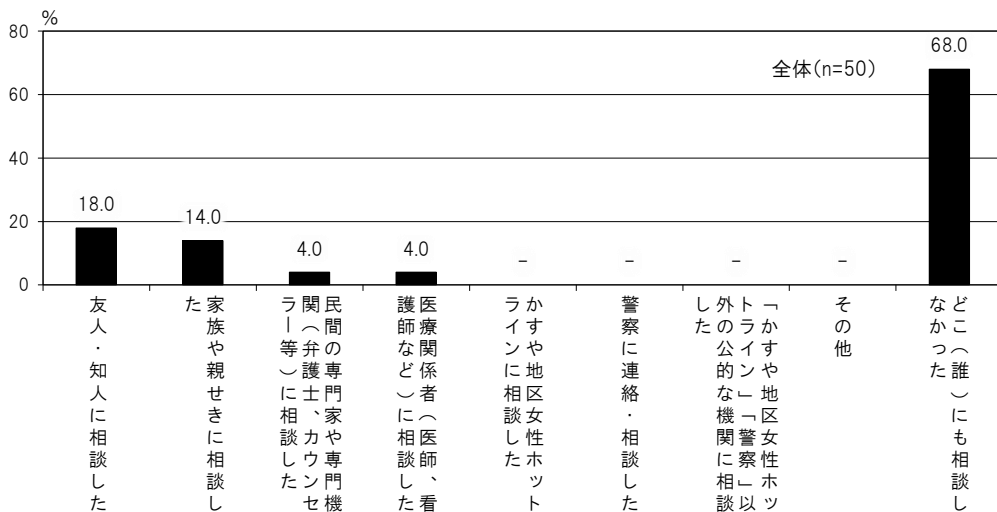 %
80
60
40
20
0
全体(n=50)
18.0
14.0
4.0
4.0
－
－
－
－
68.0
友人・知人に相談した
家族や親せきに相談し
た
民間の専門家や専門機
関（弁護士、カウンセ
ラー等）に相談した
医療関係者（医師、看
護師など）に相談した
かすや地区女性ホット
ラインに相談した
警察に連絡・相談した
「かすや地区女性ホッ
トライン」「警察」以
外の公的な機関に相談
した
その他
どこ（誰）にも相談し
なかった